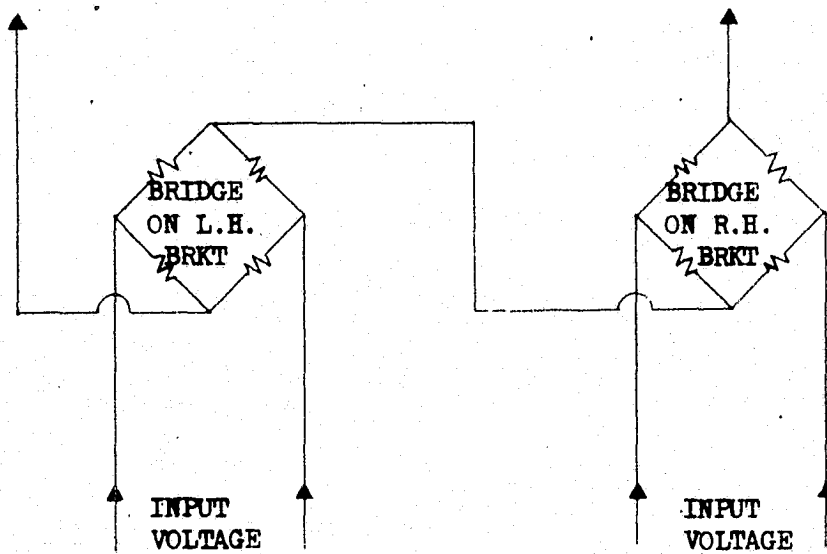 BRIDGE
ON L.H.
BRKT
BRIDGE
ON R.H.
BRKT
INPUT
VOLTAGE
INPUT
VOLTAGE